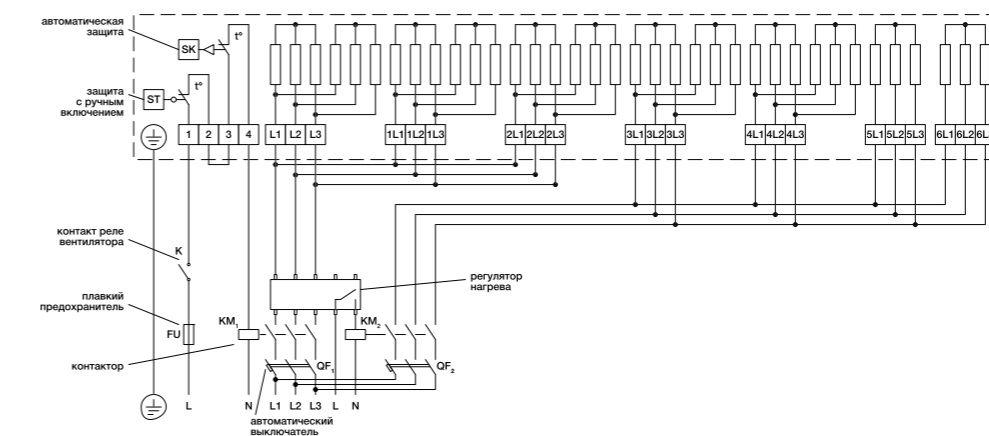 автоматическая
защита
SK
t°
защита
с ручным
включением
ST
t°
1 2 3 4 L1 L2 L3 1L1 1L2 1L3 2L1 2L2 2L3 3L1 3L2 3L3 4L1 4L2 4L3 5L1 5L2 5L3 6L1 6L2 6L3
контакт реле
вентилятора
K
регулятор
нагрева
плавкий
предохранитель
FU
KM1
KM2
контактор
QF1
QF2
L N L1 L2 L3 L N
автоматический
выключатель